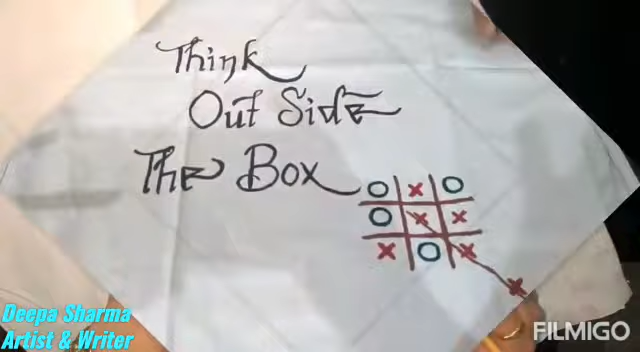 Think
Out Side
The Box
O X O
O X X
X O X
X
Deepa Sharma
Artist & Writer
FILMIGO